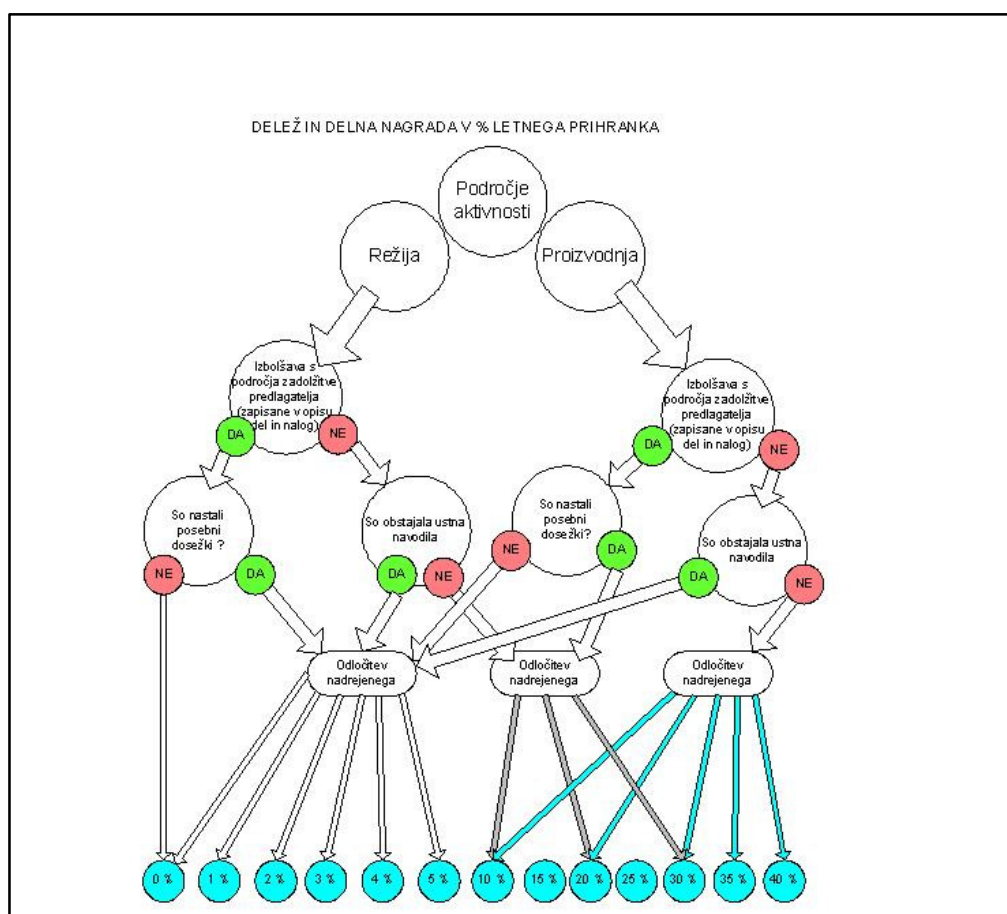 DELEŽ IN DELNA NAGRADA V % LETNEGA PRIHRANKA
Področje
aktivnosti
Režija
Proizvodnja
Izbolšava s
področja zadolžitve
predlagatelja
(zapisane v opisu
del in nalog)
DA
NE
Izbolšava s
področja zadolžitve
predlagatelja
(zapisane v opisu
del in nalog)
DA
NE
So nastali
posebni
dosežki ?
NE
DA
So obstajala ustna
navodila
DA
NE
So nastali
posebni
dosežki?
NE
DA
So obstajala ustna
navodila
DA
NE
Odločitev
nadrejenega
Odločitev
nadrejenega
Odločitev
nadrejenega
0 %
1 %
2 %
3 %
4 %
5 %
10 %
15 %
20 %
25 %
30 %
35 %
40 %